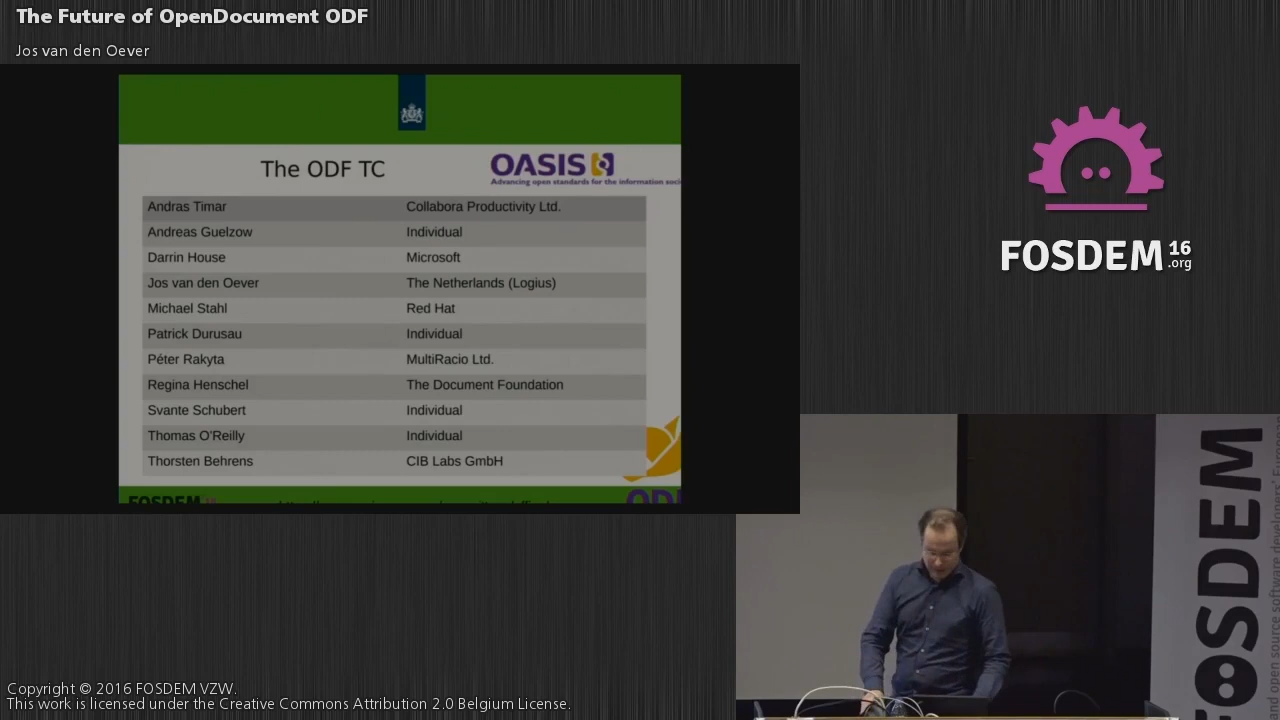 The Future of OpenDocument ODF
Jos van den Oever
The ODF TC
OASIS
Advancing open standards for the information soci
Andras Timar Collabora Productivity Ltd.
Andreas Guelzow Individual
Darrin House Microsoft
Jos van den Oever The Netherlands (Logius)
Michael Stahl Red Hat
Patrick Durusau Individual
Péter Rakyta MultiRacio Ltd.
Regina Henschel The Document Foundation
Svante Schubert Individual
Thomas O'Reilly Individual
Thorsten Behrens CIB Labs GmbH
FOSDEM 16
FOSDEM 16
.org
FOSDEM
Copyright © 2016 FOSDEM VZW.
This work is licensed under the Creative Commons Attribution 2.0 Belgium License.